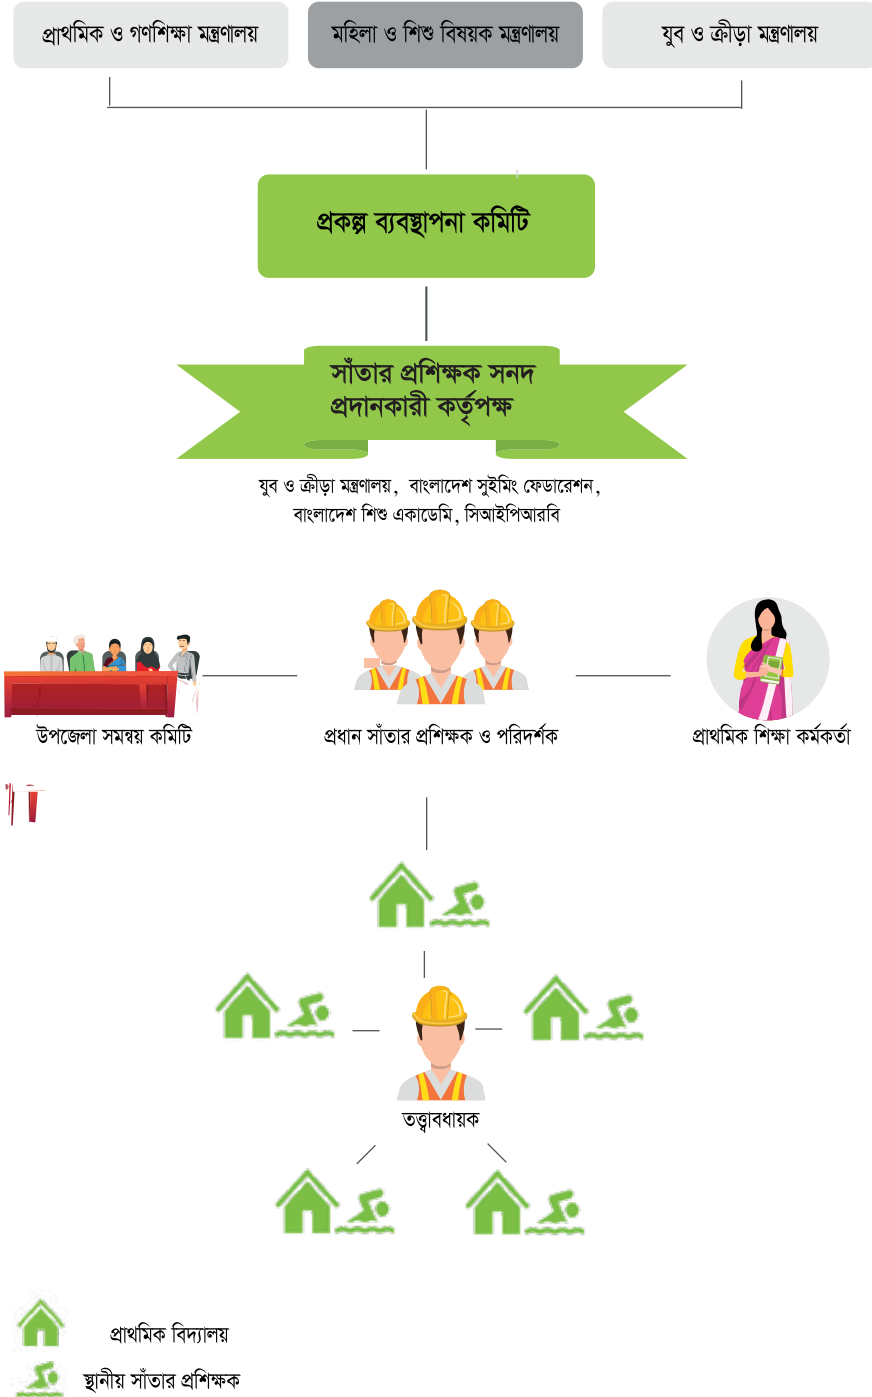 প্রাথমিক ও গণশিক্ষা মন্ত্রণালয়
মহিলা ও শিশু বিষয়ক মন্ত্রণালয়
যুব ও ক্রীড়া মন্ত্রণালয়
প্রকল্প ব্যবস্থাপনা কমিটি
সাঁতার প্রশিক্ষক সনদ
প্রদানকারী কর্তৃপক্ষ
যুব ও ক্রীড়া মন্ত্রণালয়, বাংলাদেশ সুইমিং ফেডারেশন,
বাংলাদেশ শিশু একাডেমি, সিআইপিআরবি
উপজেলা সমন্বয় কমিটি
প্রধান সাঁতার প্রশিক্ষক ও পরিদর্শক
প্রাথমিক শিক্ষা কর্মকর্তা
তত্ত্বাবধায়ক
প্রাথমিক বিদ্যালয়
স্থানীয় সাঁতার প্রশিক্ষক